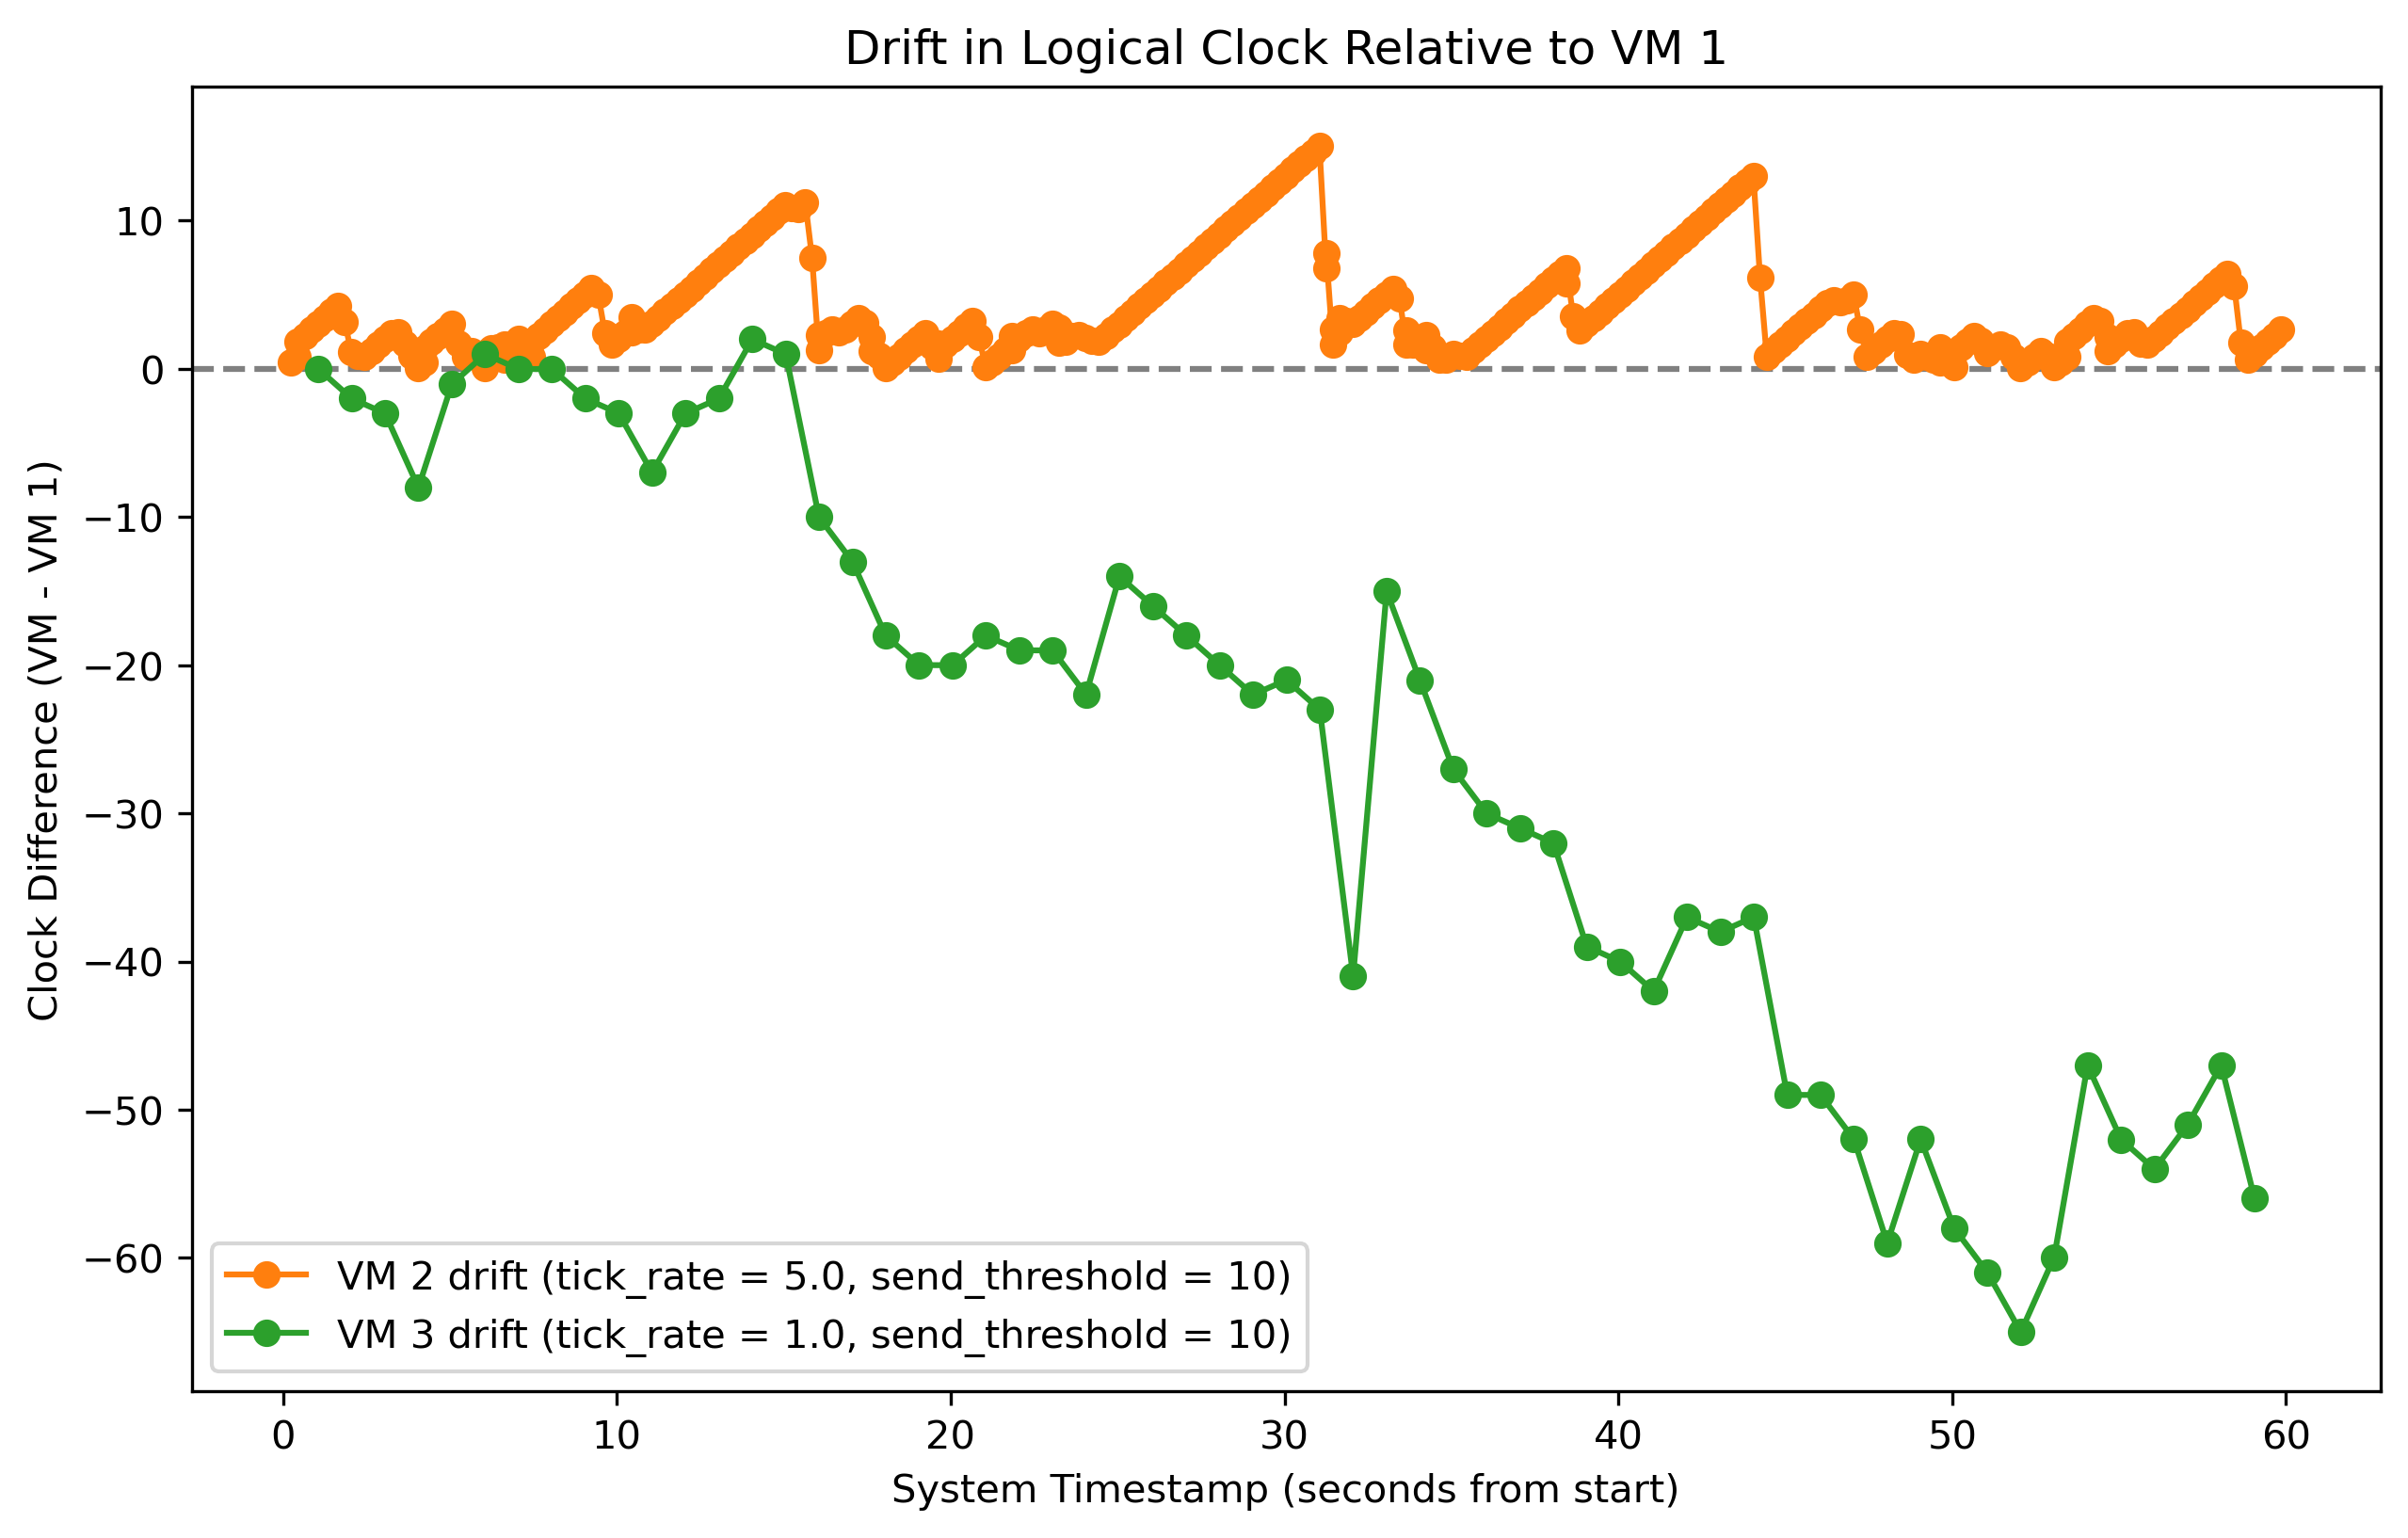 Drift in Logical Clock Relative to VM 1
Clock Difference (VM - VM 1)
10
0
−10
−20
−30
−40
−50
−60
VM 2 drift (tick_rate = 5.0, send_threshold = 10)
VM 3 drift (tick_rate = 1.0, send_threshold = 10)
0 10 20 30 40 50 60
System Timestamp (seconds from start)